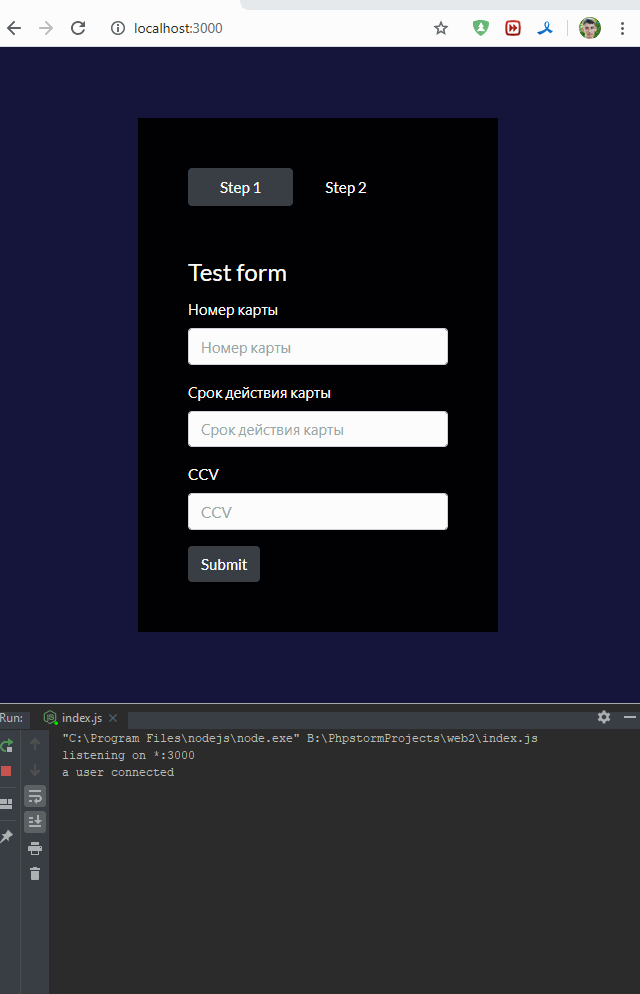 localhost:3000
Step 1 Step 2
Test form
Номер карты
Номер карты
Срок действия карты
Срок действия карты
CCV
CCV
Submit
Run: index.js
"C:\Program Files\nodejs\node.exe" B:\PhpstormProjects\web2\index.js
listening on *:3000
a user connected